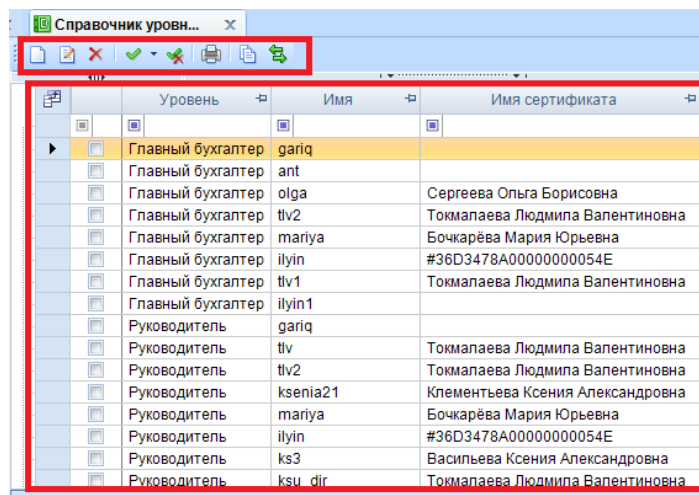 Справочник уровн...
Уровень Имя Имя сертификата
Главный бухгалтер gariq
Главный бухгалтер ant
Главный бухгалтер olga Сергеева Ольга Борисовна
Главный бухгалтер tlv2 Токмалаева Людмила Валентиновна
Главный бухгалтер mariya Бочкарёва Мария Юрьевна
Главный бухгалтер ilyin #36D3478A00000000054E
Главный бухгалтер tlv1 Токмалаева Людмила Валентиновна
Главный бухгалтер ilyin1
Руководитель gariq
Руководитель tlv Токмалаева Людмила Валентиновна
Руководитель tlv2 Токмалаева Людмила Валентиновна
Руководитель ksenia21 Клементьева Ксения Александровна
Руководитель mariya Бочкарёва Мария Юрьевна
Руководитель ilyin #36D3478A00000000054E
Руководитель ks3 Васильева Ксения Александровна
Руководитель ksu_dir Токмалаева Людмила Валентиновна